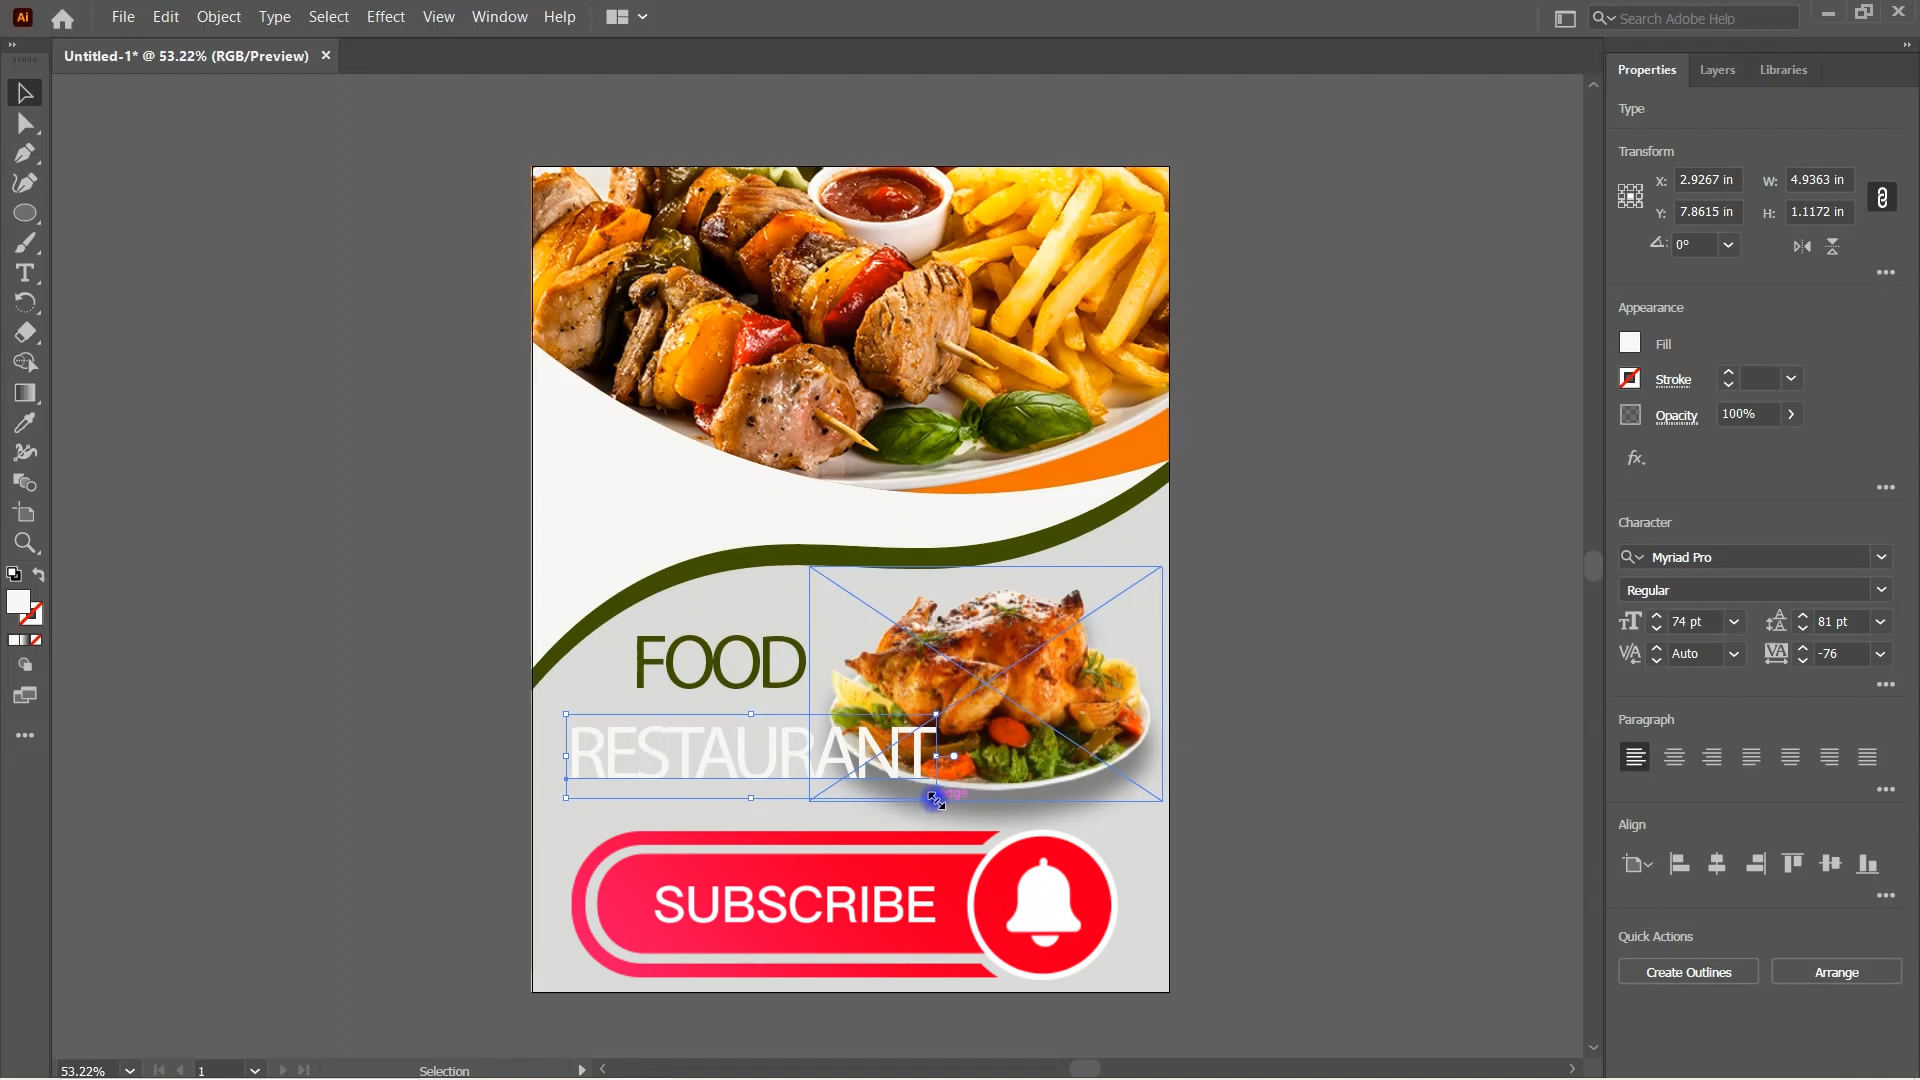 Ai
File Edit Object Type Select Effect View Window Help
Search Adobe Help
Untitled-1* @ 53.22% (RGB/Preview) ×
Properties Layers Libraries
Type
Transform
X: 2.9267 in W: 4.9363 in
Y: 7.8615 in H: 1.1172 in
0°
Appearance
Fill
Stroke
Opacity 100%
fx.
Character
Myriad Pro
Regular
74 pt 81 pt
Auto -76
Paragraph
Align
Quick Actions
Create Outlines Arrange
FOOD
RESTAURANT
SUBSCRIBE
53.22% 1 Selection